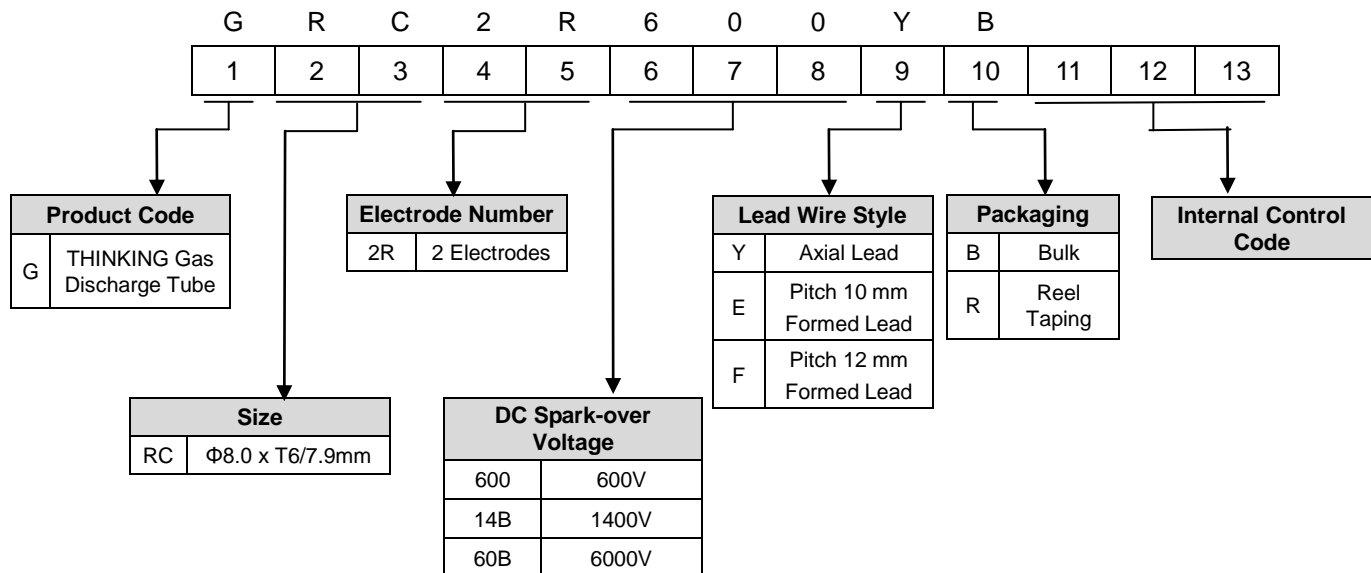 G R C 2 R 6 0 0 Y B
1 2 3 4 5 6 7 8 9 10 11 12 13
Product Code
G THINKING Gas
Discharge Tube
Electrode Number
2R 2 Electrodes
Lead Wire Style
Y Axial Lead
E Pitch 10 mm
Formed Lead
F Pitch 12 mm
Formed Lead
Packaging
B Bulk
R Reel
Taping
Internal Control
Code
Size
RC Φ8.0 x T6/7.9mm
DC Spark-over
Voltage
600 600V
14B 1400V
60B 6000V